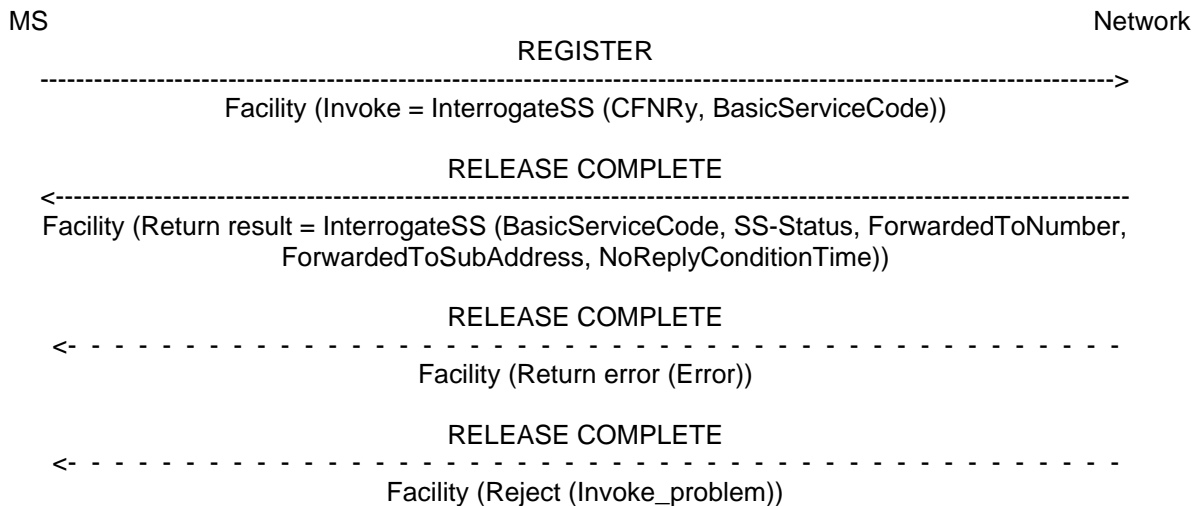 MS Network
REGISTER
Facility (Invoke = InterrogateSS (CFNRy, BasicServiceCode))
RELEASE COMPLETE
Facility (Return result = InterrogateSS (BasicServiceCode, SS-Status, ForwardedToNumber,
ForwardedToSubAddress, NoReplyConditionTime))
RELEASE COMPLETE
Facility (Return error (Error))
RELEASE COMPLETE
Facility (Reject (Invoke_problem))